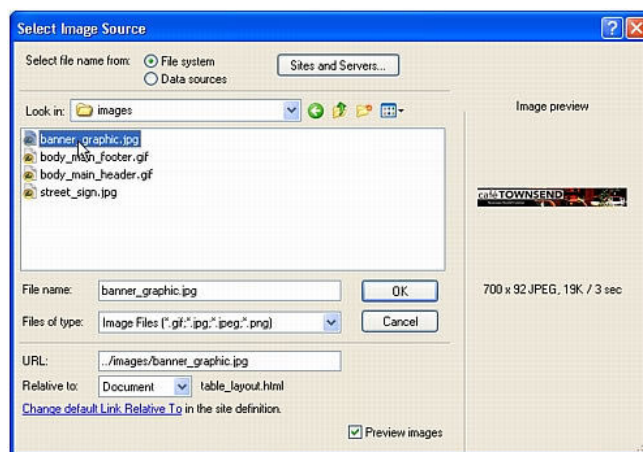 Select Image Source
Select file name from: File system
Data sources
Sites and Servers...
Look in: images
Image preview
banner_graphic.jpg
body_main_footer.gif
body_main_header.gif
street_sign.jpg
café TOWNSEND
File name: banner_graphic.jpg
OK
700 x 92 JPEG, 19K / 3 sec
Files of type: Image Files (*.gif;*.jpg;*.jpeg;*.png)
Cancel
URL: ../images/banner_graphic.jpg
Relative to: Document table_layout.html
Change default Link Relative To in the site definition.
Preview images